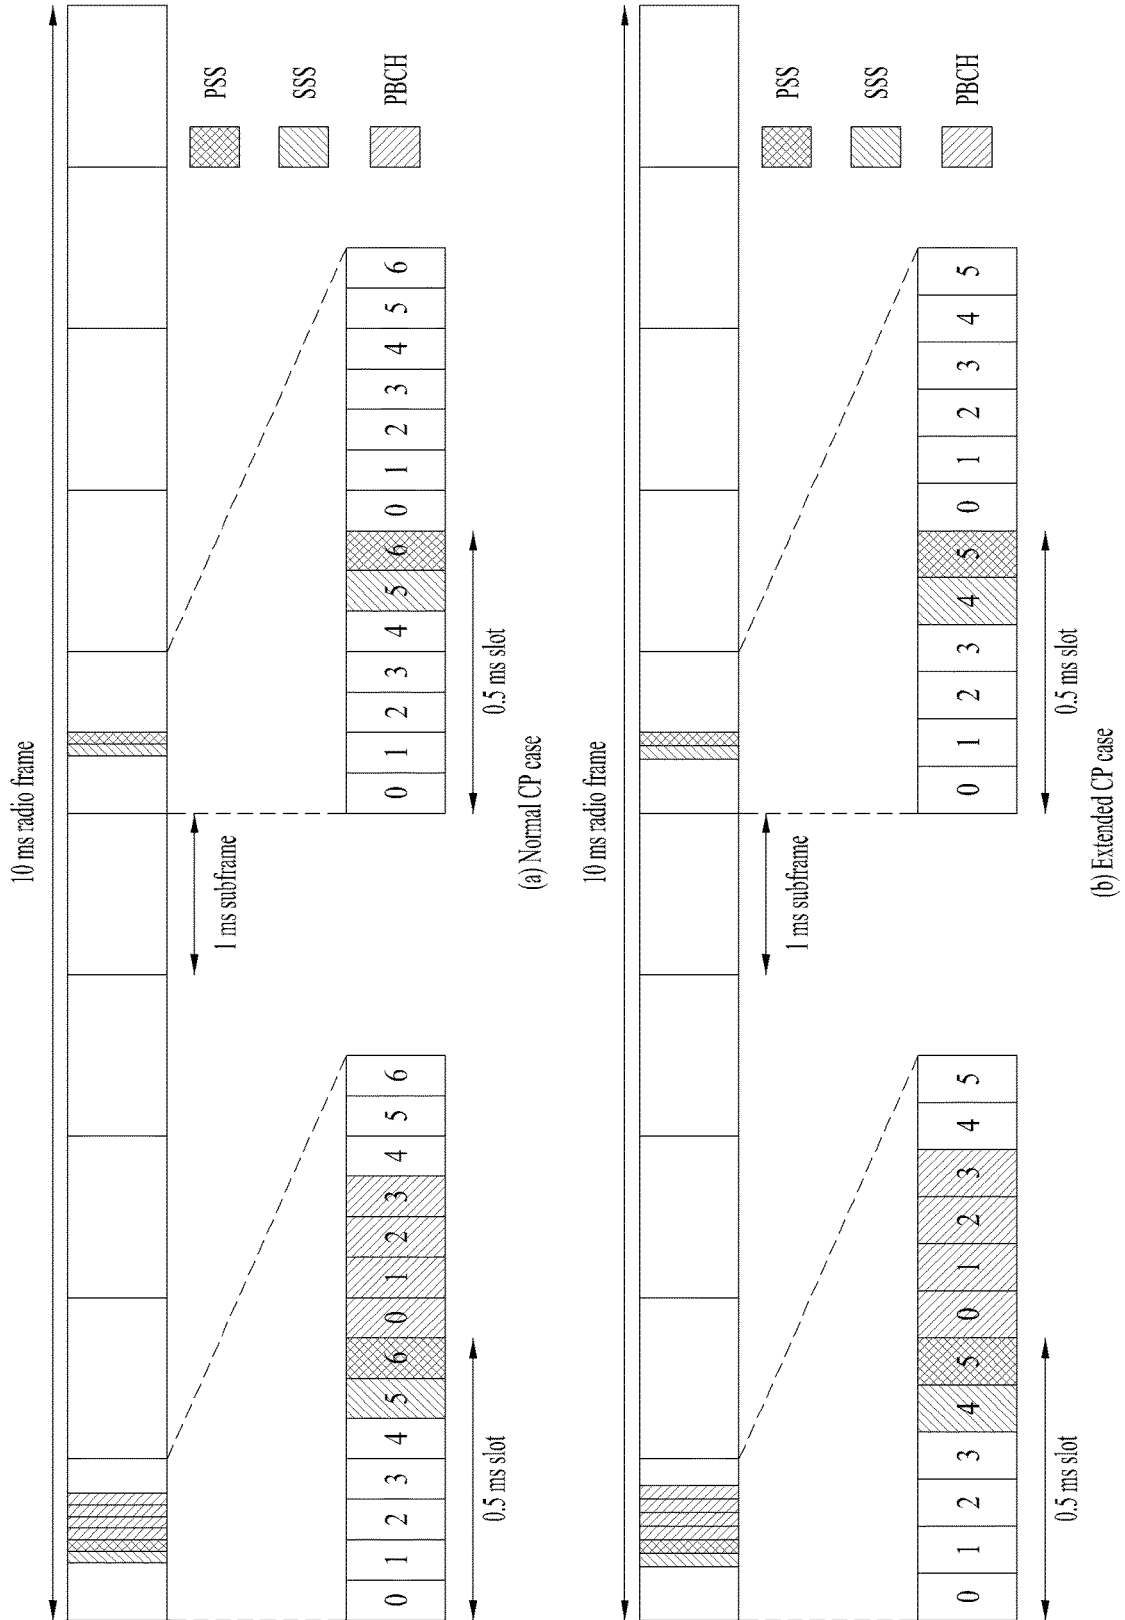 10 ms radio frame
PSS
SSS
PBCH
1 ms subframe
0 1 2 3 4 5 6 0 1 2 3 4 5 6
0 1 2 3 4 5 6 0 1 2 3 4 5 6
0.5 ms slot
0.5 ms slot
(a) Normal CP case
10 ms radio frame
PSS
SSS
PBCH
1 ms subframe
0 1 2 3 4 5 0 1 2 3 4 5
0 1 2 3 4 5 0 1 2 3 4 5
0.5 ms slot
0.5 ms slot
(b) Extended CP case